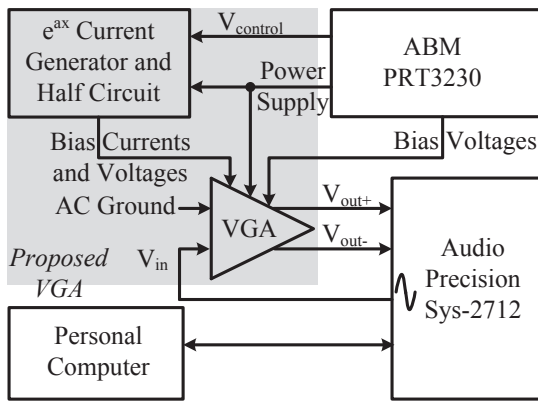 e^ax Current
Generator and
Half Circuit
V_control
Power
Supply
ABM
PRT3230
Bias Currents
and Voltages
Bias Voltages
AC Ground
VGA
V_out+
V_out-
V_in
Proposed
VGA
Audio
Precision
Sys-2712
Personal
Computer